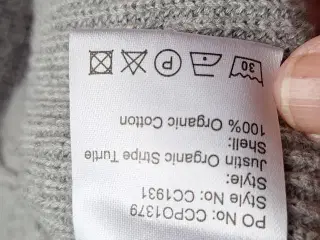 PO NO: CCPO1379
Style No: CC1931
Style:
Justin Organic Stripe Turtle
Shell:
100% Organic Cotton
30 P